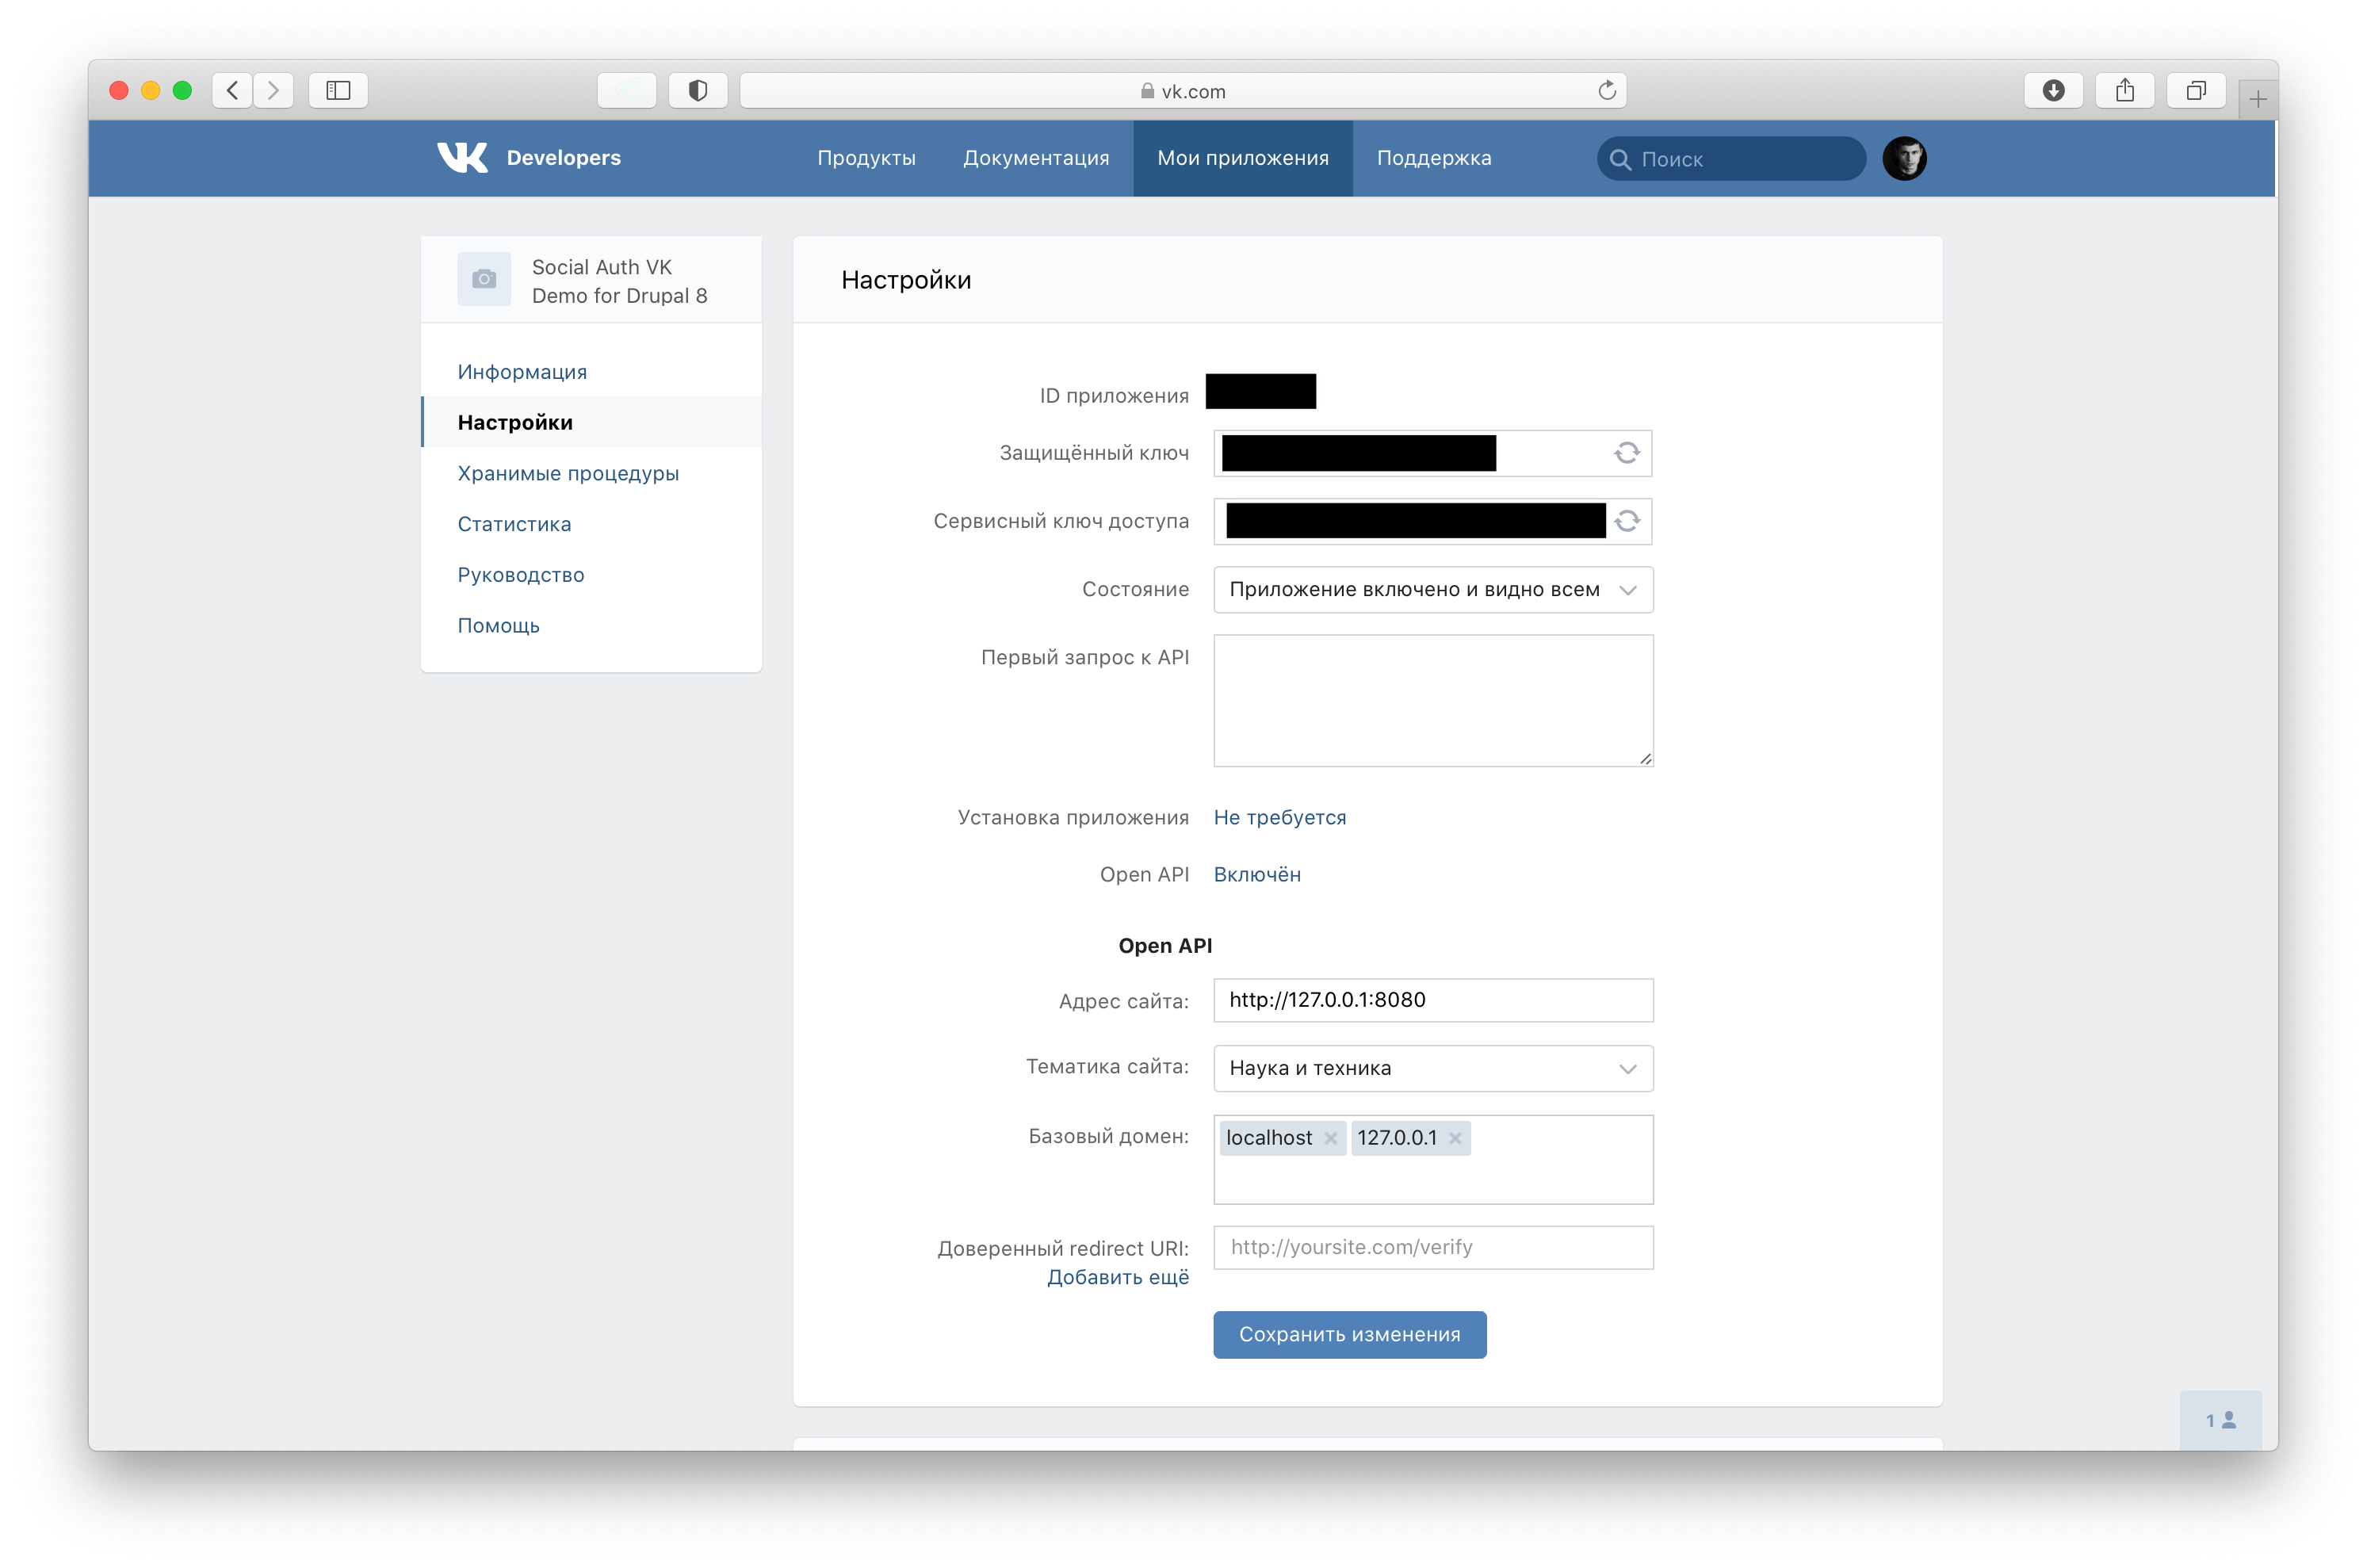 vk.com
VK Developers
Продукты
Документация
Мои приложения
Поддержка
Поиск
Social Auth VK
Demo for Drupal 8
Информация
Настройки
Хранимые процедуры
Статистика
Руководство
Помощь
Настройки
ID приложения
Защищённый ключ
Сервисный ключ доступа
Состояние Приложение включено и видно всем
Первый запрос к API
Установка приложения Не требуется
Open API Включён
Open API
Адрес сайта: http://127.0.0.1:8080
Тематика сайта: Наука и техника
Базовый домен: localhost 127.0.0.1
Доверенный redirect URI: http://yoursite.com/verify
Добавить ещё
Сохранить изменения
1